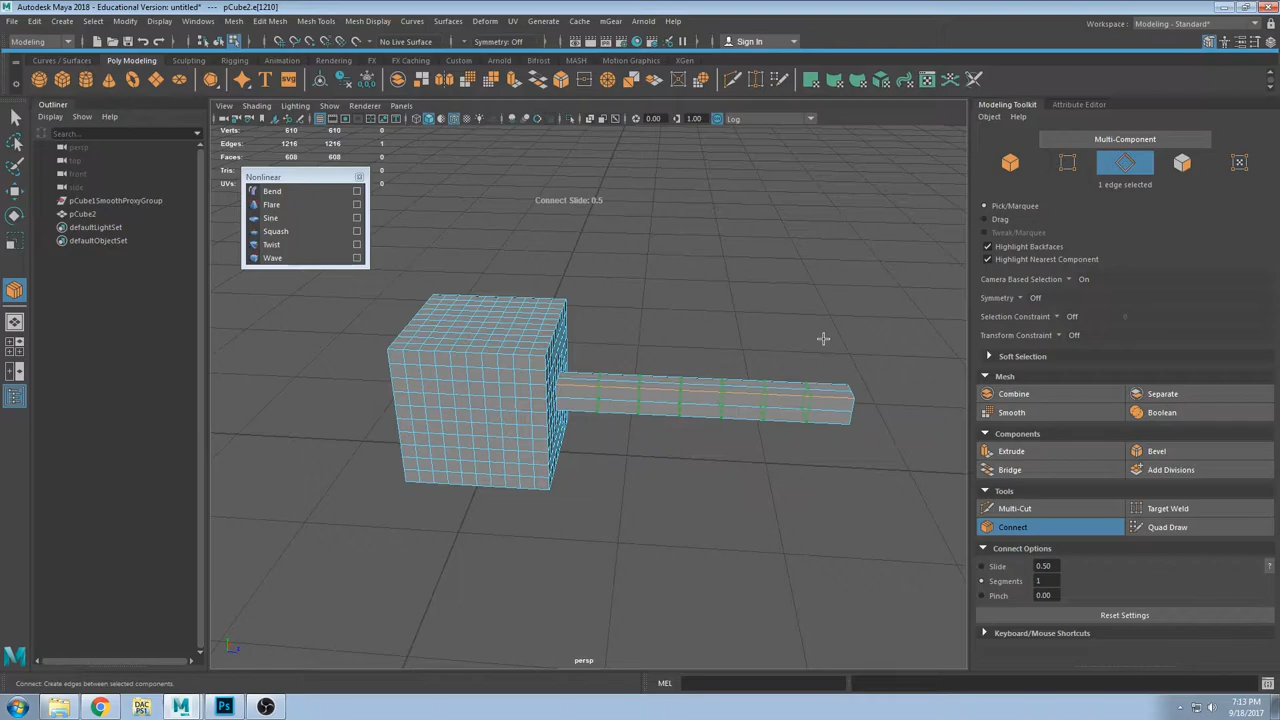 Autodesk Maya 2018 - Educational Version: untitled* --- pCube2.e[1210]
File Edit Create Select Modify Display Windows Mesh Edit Mesh Mesh Tools Mesh Display Curves Surfaces Deform UV Generate Cache mGear Arnold Help
Workspace : Modeling - Standard*
Modeling No Live Surface Symmetry: Off Sign In
Curves / Surfaces Poly Modeling Sculpting Rigging Animation Rendering FX FX Caching Custom Arnold Bifrost MASH Motion Graphics XGen
Outliner
Display Show Help
Search...
persp
top
front
side
pCube1SmoothProxyGroup
pCube2
defaultLightSet
defaultObjectSet
View Shading Lighting Show Renderer Panels
0.00 1.00 Log
Verts: 610 610 0
Edges: 1216 1216 1
Faces: 608 608 0
Tris: 0
UVs: 0
Nonlinear
Bend
Flare
Sine
Squash
Twist
Wave
Connect Slide: 0.5
persp
Modeling Toolkit Attribute Editor
Object Help
Multi-Component
1 edge selected
Pick/Marquee
Drag
Tweak/Marquee
Highlight Backfaces
Highlight Nearest Component
Camera Based Selection On
Symmetry Off
Selection Constraint Off 0
Transform Constraint Off
Soft Selection
Mesh
Combine Separate
Smooth Boolean
Components
Extrude Bevel
Bridge Add Divisions
Tools
Multi-Cut Target Weld
Connect Quad Draw
Connect Options
Slide 0.50 ?
Segments 1
Pinch 0.00
Reset Settings
Keyboard/Mouse Shortcuts
Connect: Create edges between selected components.
MEL
DAC PS1
Ps
7:13 PM
9/18/2017